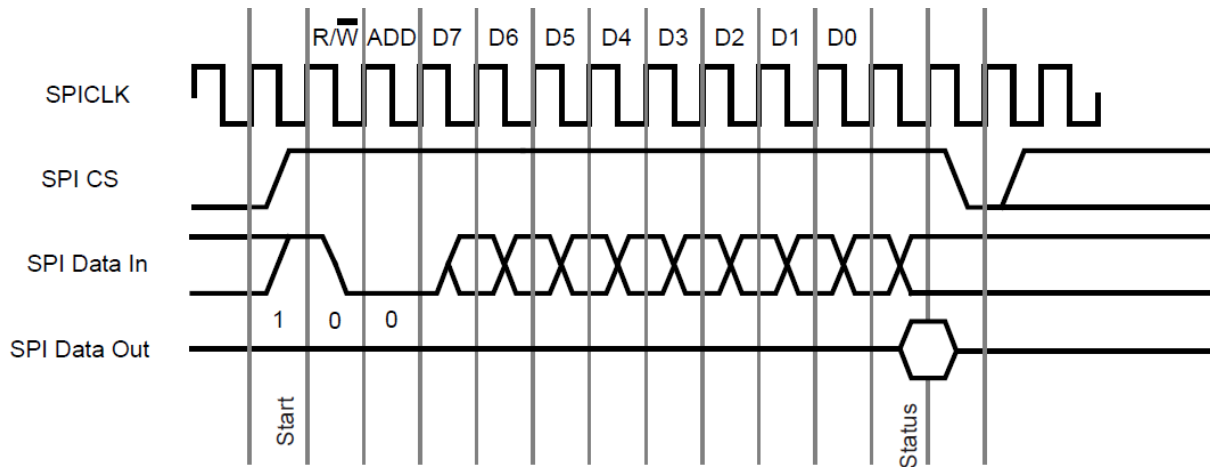 R/W̅ ADD D7 D6 D5 D4 D3 D2 D1 D0
SPICLK
SPI CS
SPI Data In
1 0 0
SPI Data Out
Start
Status